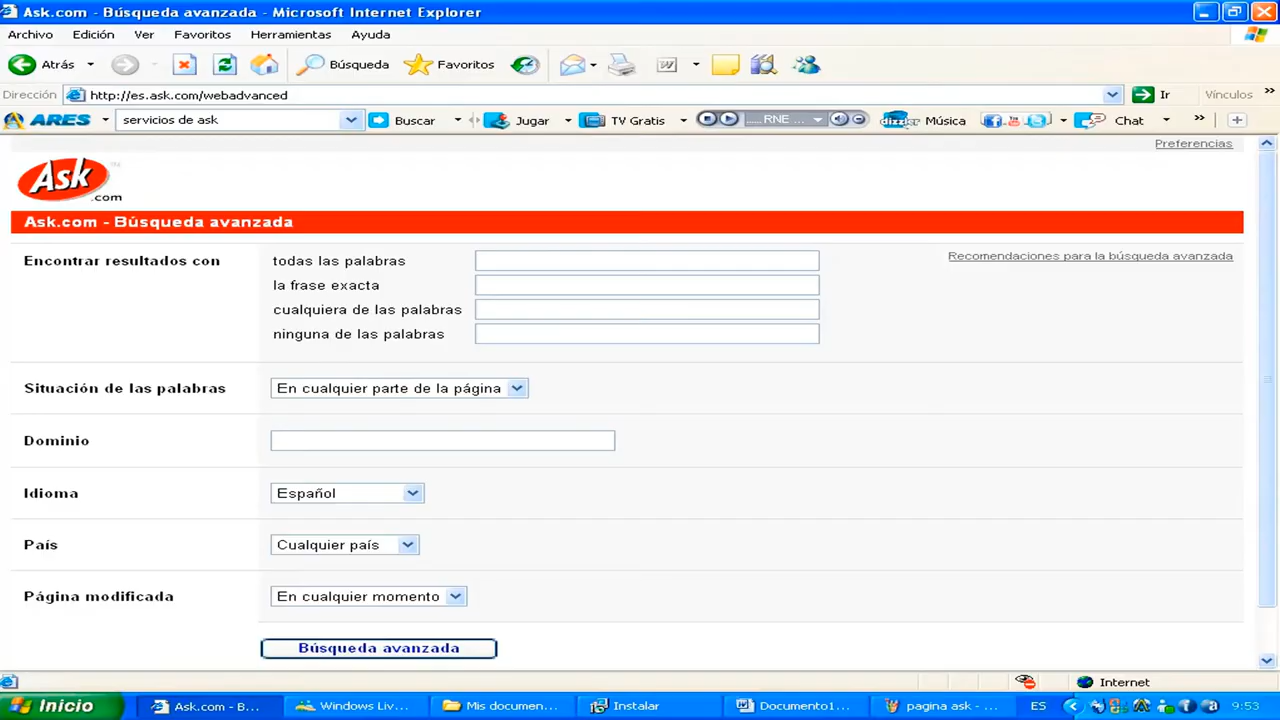 Ask.com - Búsqueda avanzada - Microsoft Internet Explorer
Archivo Edición Ver Favoritos Herramientas Ayuda
Atrás Búsqueda Favoritos
Dirección http://es.ask.com/webadvanced Ir Vínculos
ARES servicios de ask Buscar Jugar TV Gratis RNE ... Música Chat
Preferencias
Ask.com
Ask.com - Búsqueda avanzada
Encontrar resultados con todas las palabras Recomendaciones para la búsqueda avanzada
la frase exacta
cualquiera de las palabras
ninguna de las palabras
Situación de las palabras En cualquier parte de la página
Dominio
Idioma Español
País Cualquier país
Página modificada En cualquier momento
Búsqueda avanzada
Internet
Inicio Ask.com - B... Windows Liv... Mis documen... Instalar Documento1... pagina ask - ... ES 9:53